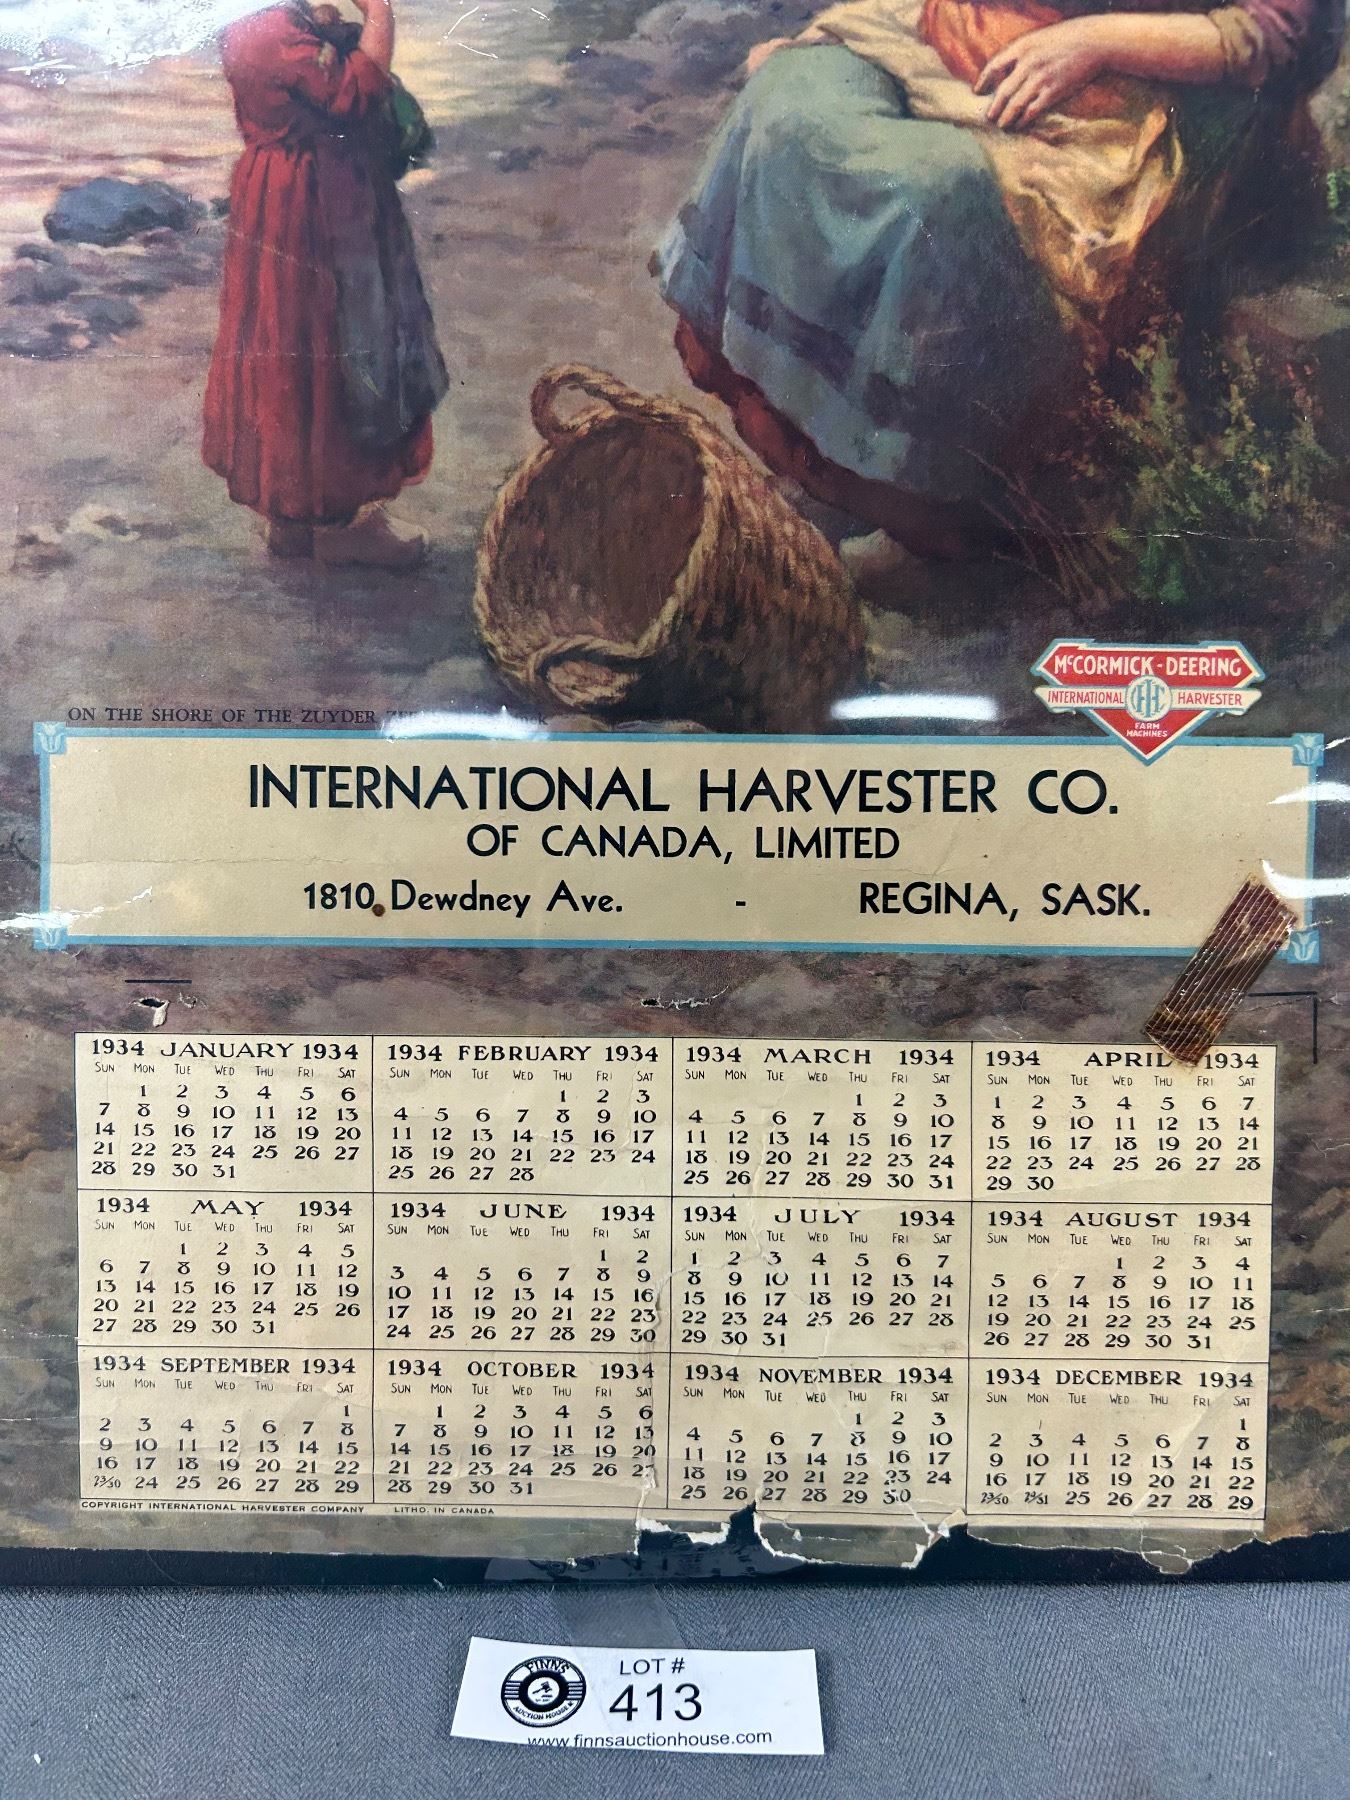 McCORMICK-DEERING
INTERNATIONAL IHC HARVESTER
FARM
MACHINES
ON THE SHORE OF THE ZUYDER
INTERNATIONAL HARVESTER CO.
OF CANADA, LIMITED
1810 Dewdney Ave. - REGINA, SASK.
1934 JANUARY 1934
SUN MON TUE WED THU FRI SAT
1 2 3 4 5 6
7 8 9 10 11 12 13
14 15 16 17 18 19 20
21 22 23 24 25 26 27
28 29 30 31
1934 FEBRUARY 1934
SUN MON TUE WED THU FRI SAT
1 2 3
4 5 6 7 8 9 10
11 12 13 14 15 16 17
18 19 20 21 22 23 24
25 26 27 28
1934 MARCH 1934
SUN MON TUE WED THU FRI SAT
1 2 3
4 5 6 7 8 9 10
11 12 13 14 15 16 17
18 19 20 21 22 23 24
25 26 27 28 29 30 31
1934 APRIL 1934
SUN MON TUE WED THU FRI SAT
1 2 3 4 5 6 7
8 9 10 11 12 13 14
15 16 17 18 19 20 21
22 23 24 25 26 27 28
29 30
1934 MAY 1934
SUN MON TUE WED THU FRI SAT
1 2 3 4 5
6 7 8 9 10 11 12
13 14 15 16 17 18 19
20 21 22 23 24 25 26
27 28 29 30 31
1934 JUNE 1934
SUN MON TUE WED THU FRI SAT
1 2
3 4 5 6 7 8 9
10 11 12 13 14 15 16
17 18 19 20 21 22 23
24 25 26 27 28 29 30
1934 JULY 1934
SUN MON TUE WED THU FRI SAT
1 2 3 4 5 6 7
8 9 10 11 12 13 14
15 16 17 18 19 20 21
22 23 24 25 26 27 28
29 30 31
1934 AUGUST 1934
SUN MON TUE WED THU FRI SAT
1 2 3 4
5 6 7 8 9 10 11
12 13 14 15 16 17 18
19 20 21 22 23 24 25
26 27 28 29 30 31
1934 SEPTEMBER 1934
SUN MON TUE WED THU FRI SAT
1
2 3 4 5 6 7 8
9 10 11 12 13 14 15
16 17 18 19 20 21 22
23/30 24 25 26 27 28 29
1934 OCTOBER 1934
SUN MON TUE WED THU FRI SAT
1 2 3 4 5 6
7 8 9 10 11 12 13
14 15 16 17 18 19 20
21 22 23 24 25 26 27
28 29 30 31
1934 NOVEMBER 1934
SUN MON TUE WED THU FRI SAT
1 2 3
4 5 6 7 8 9 10
11 12 13 14 15 16 17
18 19 20 21 22 23 24
25 26 27 28 29 30
1934 DECEMBER 1934
SUN MON TUE WED THU FRI SAT
1
2 3 4 5 6 7 8
9 10 11 12 13 14 15
16 17 18 19 20 21 22
23/30 24/31 25 26 27 28 29
COPYRIGHT INTERNATIONAL HARVESTER COMPANY LITHO. IN CANADA
FINNS
AUCTION HOUSE
LOT #
413
www.finnsauctionhouse.com